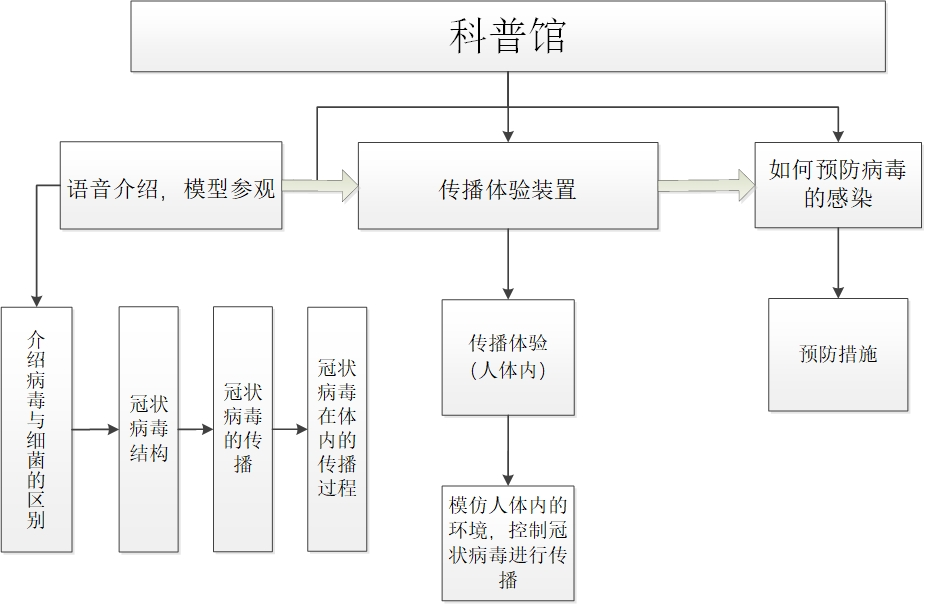 科普馆
语音介绍，模型参观
传播体验装置
如何预防病毒
的感染
介绍病毒与细菌的区别
冠状
病毒
结构
冠状
病毒
的传
播
冠状
病毒
在体
内的
传播
过程
传播体验
（人体内）
预防措施
模仿人体内的
环境，控制冠
状病毒进行传
播